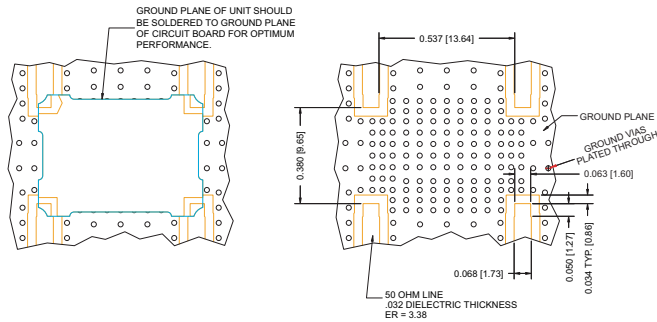 GROUND PLANE OF UNIT SHOULD
BE SOLDERED TO GROUND PLANE
OF CIRCUIT BOARD FOR OPTIMUM
PERFORMANCE.
0.537 [13.64]
0.380 [9.65]
GROUND PLANE
GROUND VIAS
PLATED THROUGH
0.063 [1.60]
0.034 TYP. [0.86]
0.050 [1.27]
0.068 [1.73]
50 OHM LINE
.032 DIELECTRIC THICKNESS
ER = 3.38